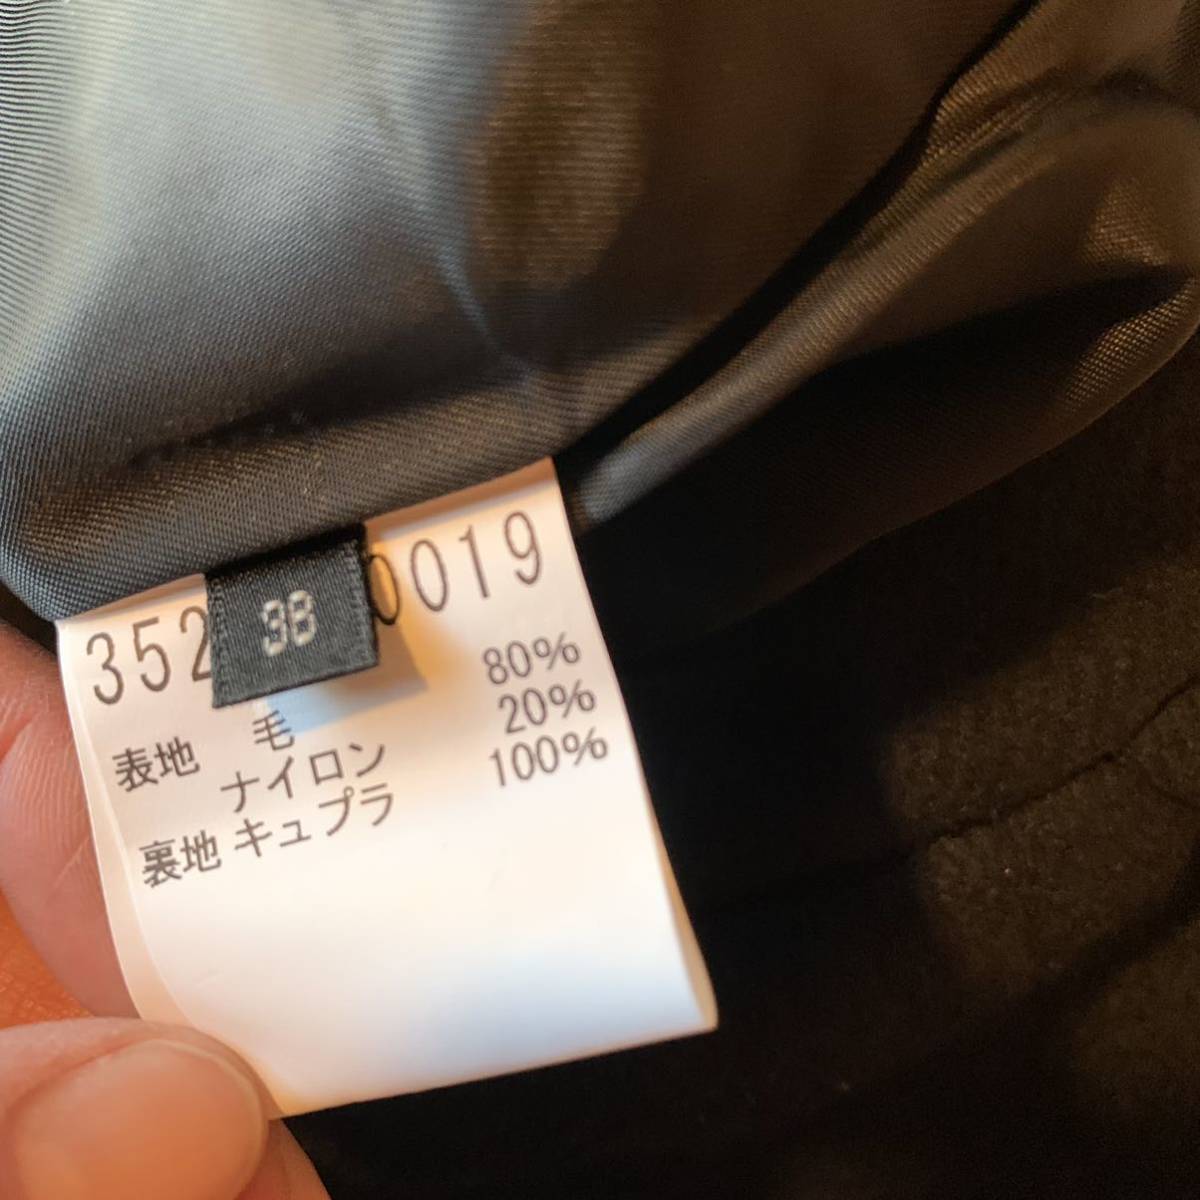 352 0019
38
表地 毛 80%
ナイロン 20%
裏地 キュプラ 100%